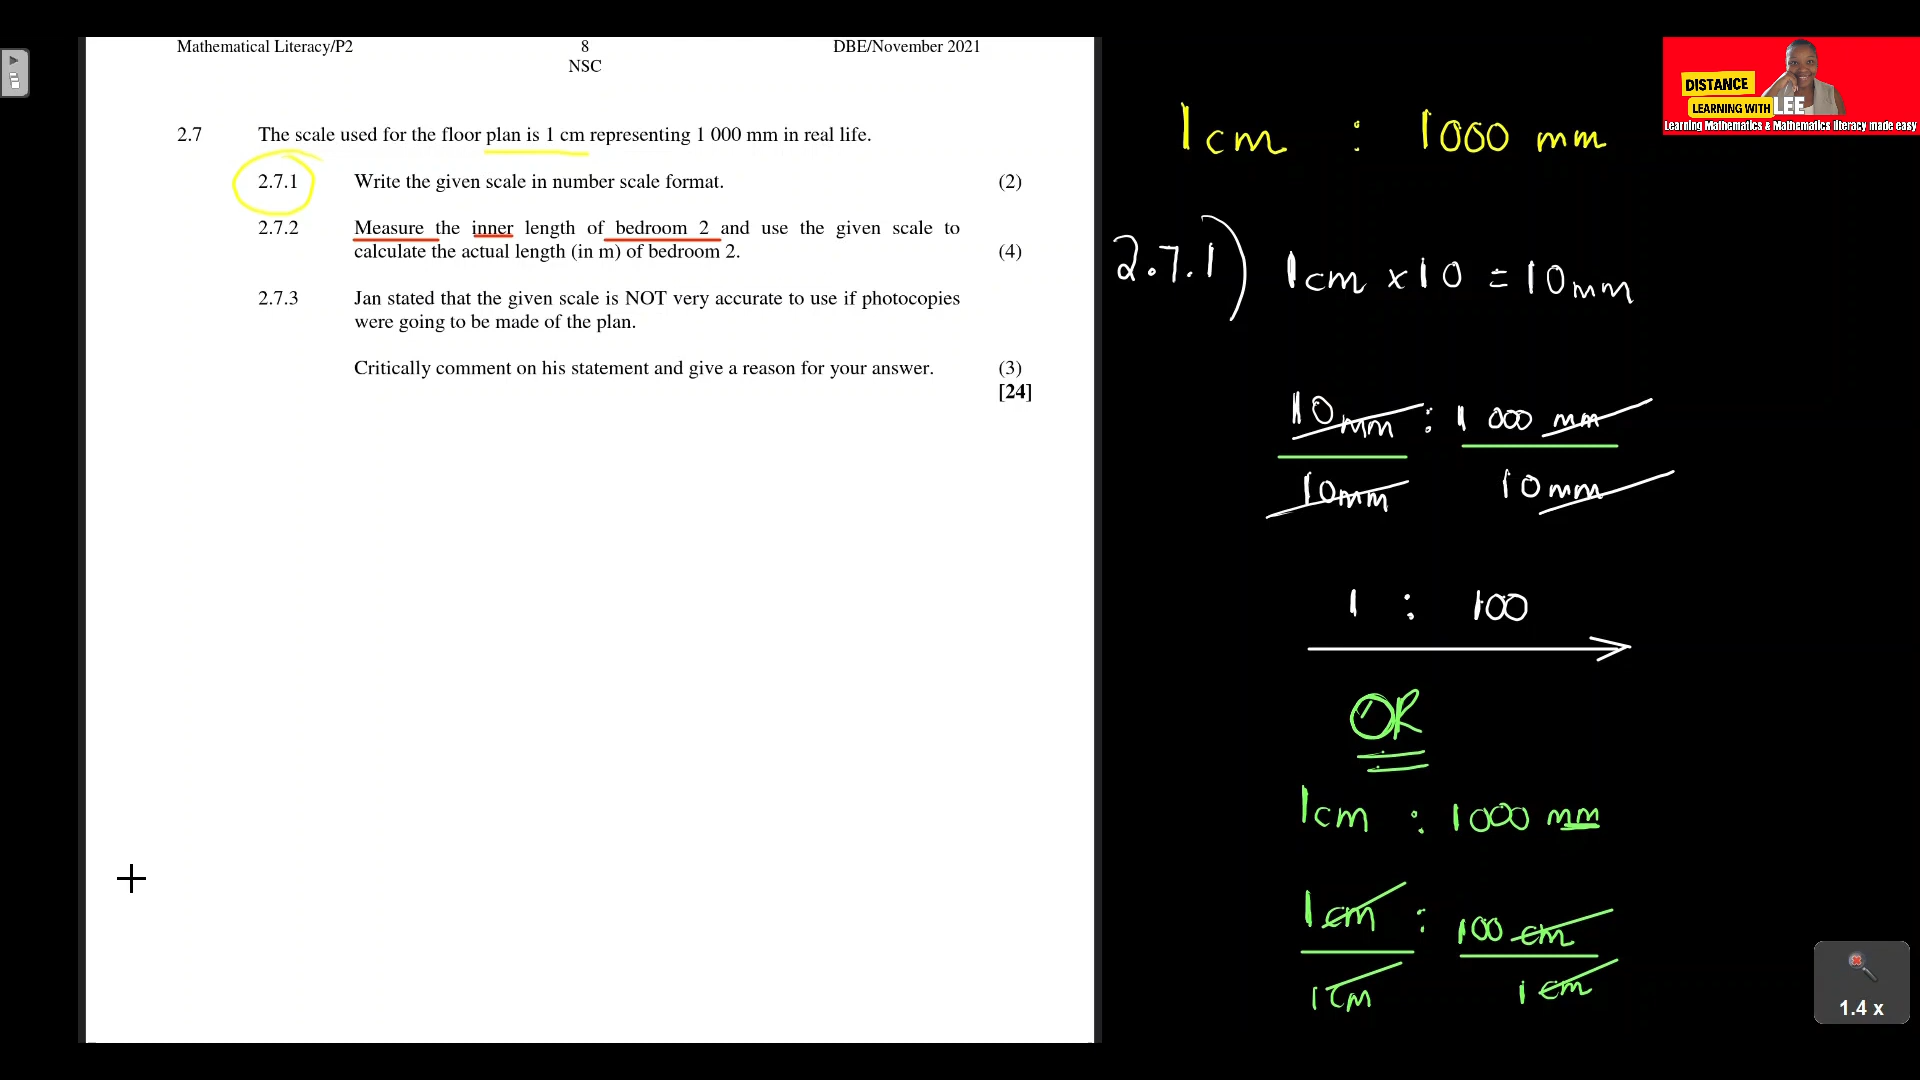 Mathematical Literacy/P2 8 DBE/November 2021
NSC
2.7 The scale used for the floor plan is 1 cm representing 1 000 mm in real life.
2.7.1 Write the given scale in number scale format. (2)
2.7.2 Measure the inner length of bedroom 2 and use the given scale to
calculate the actual length (in m) of bedroom 2. (4)
2.7.3 Jan stated that the given scale is NOT very accurate to use if photocopies
were going to be made of the plan.
Critically comment on his statement and give a reason for your answer. (3)
[24]
1cm : 1000 mm
2.7.1) 1cm × 10 = 10mm
10mm : 1 000 mm
10mm 10mm
1 : 100
OR
1cm : 1000 mm
1cm : 100 cm
1cm 1cm
DISTANCE
LEARNING WITH LEE
Learning Mathematics & Mathematics literacy made easy
1.4 x